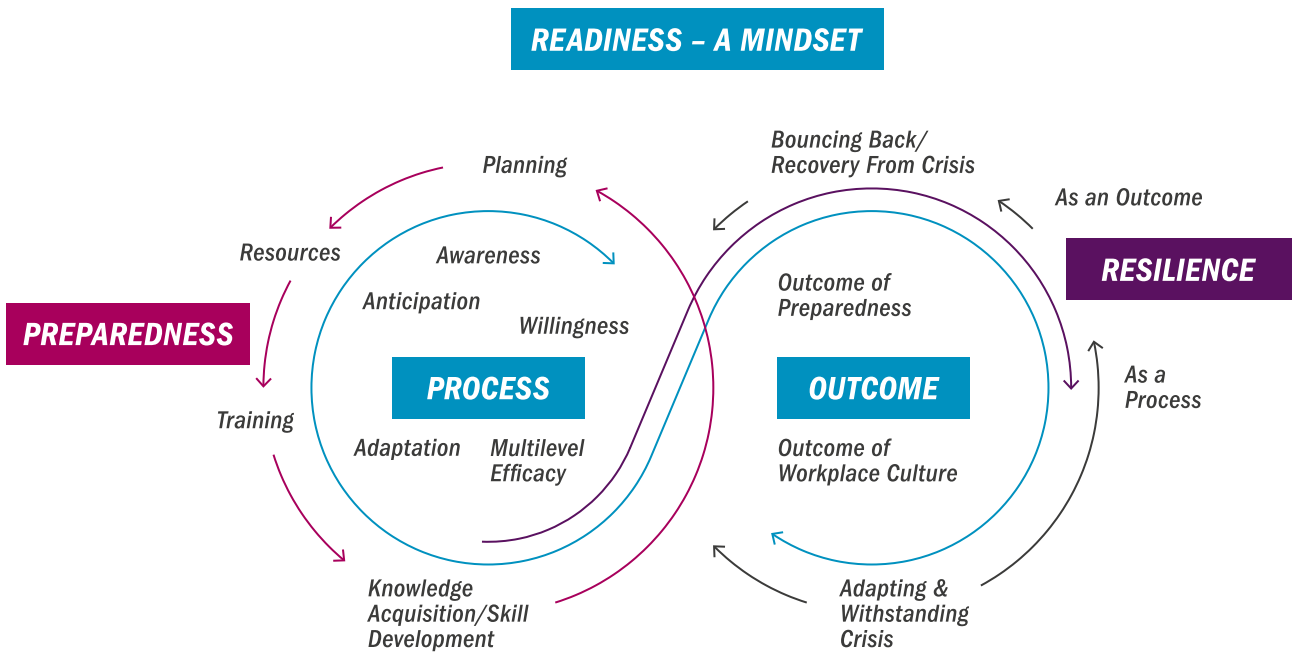 READINESS – A MINDSET
Planning
Resources
PREPAREDNESS
Training
Knowledge
Acquisition/Skill
Development
Awareness
Anticipation
Willingness
PROCESS
Adaptation
Multilevel
Efficacy
Bouncing Back/
Recovery From Crisis
As an Outcome
RESILIENCE
As a
Process
Outcome of
Preparedness
OUTCOME
Outcome of
Workplace Culture
Adapting &
Withstanding
Crisis